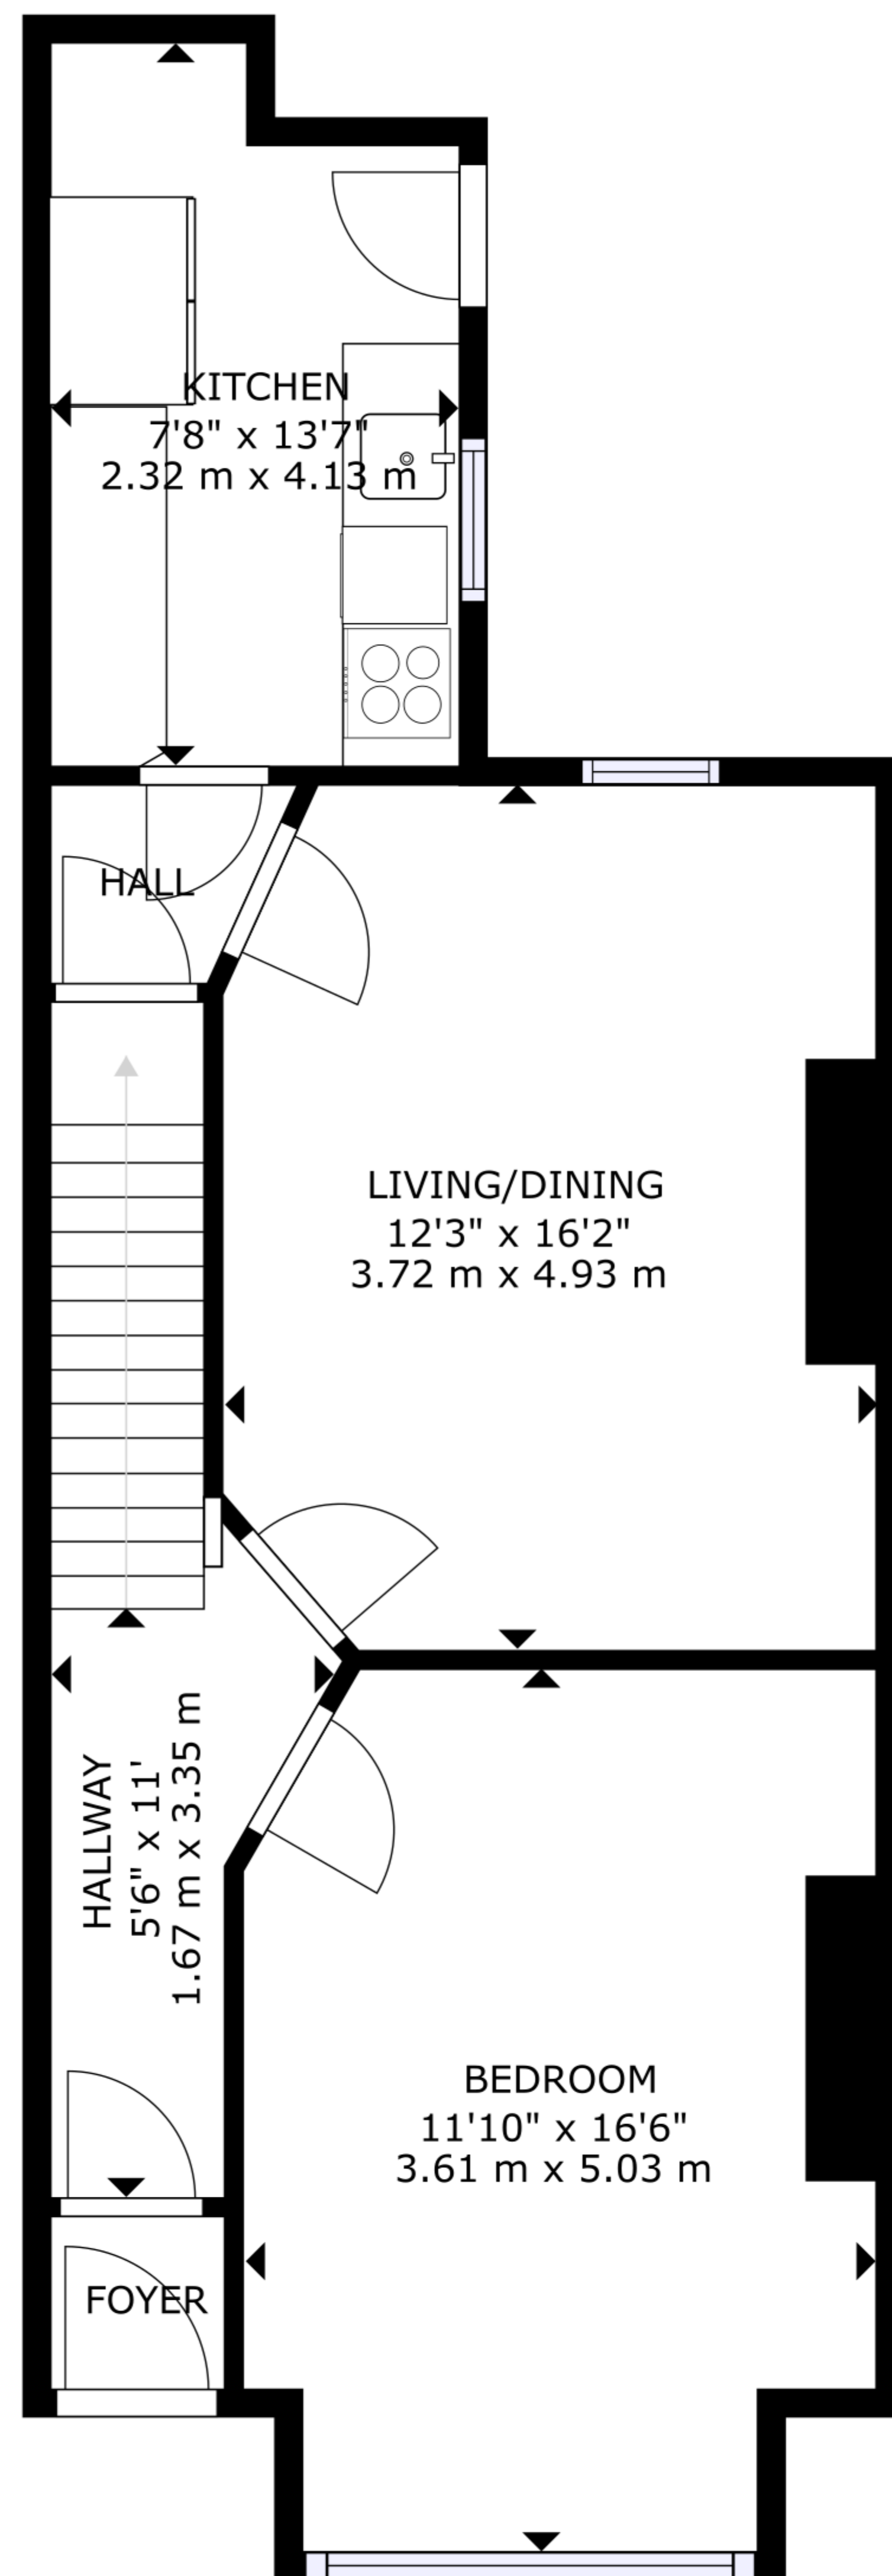 KITCHEN
7'8" x 13'7"
2.32 m x 4.13 m
HALL
LIVING/DINING
12'3" x 16'2"
3.72 m x 4.93 m
HALLWAY
5'6" x 11'
1.67 m x 3.35 m
BEDROOM
11'10" x 16'6"
3.61 m x 5.03 m
FOYER